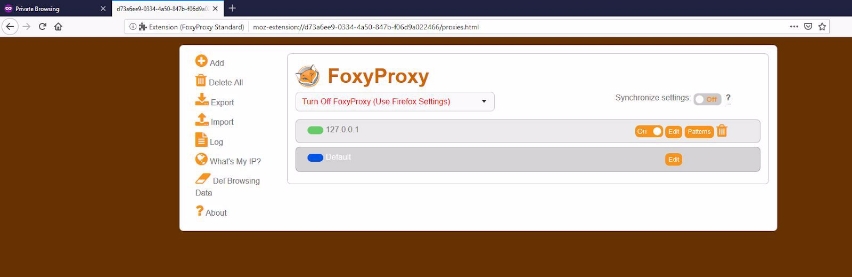 Private Browsing
d73a6ee9-0334-4a50-847b-f06d9a0
Extension (FoxyProxy Standard)
moz-extension://d73a6ee9-0334-4a50-847b-f06d9a022466/proxies.html
Add
Delete All
Export
Import
Log
What's My IP?
Del Browsing
Data
About
FoxyProxy
Turn Off FoxyProxy (Use Firefox Settings)
Synchronize settings Off ?
127.0.0.1 On Edit Patterns
Default Edit